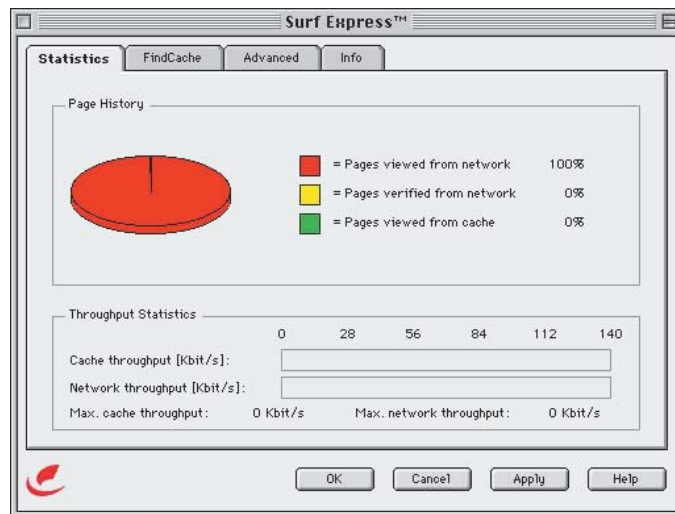 Surf Express™
Statistics FindCache Advanced Info
Page History
= Pages viewed from network 100%
= Pages verified from network 0%
= Pages viewed from cache 0%
Throughput Statistics
0 28 56 84 112 140
Cache throughput [Kbit/s]:
Network throughput [Kbit/s]:
Max. cache throughput: 0 Kbit/s Max. network throughput: 0 Kbit/s
OK Cancel Apply Help